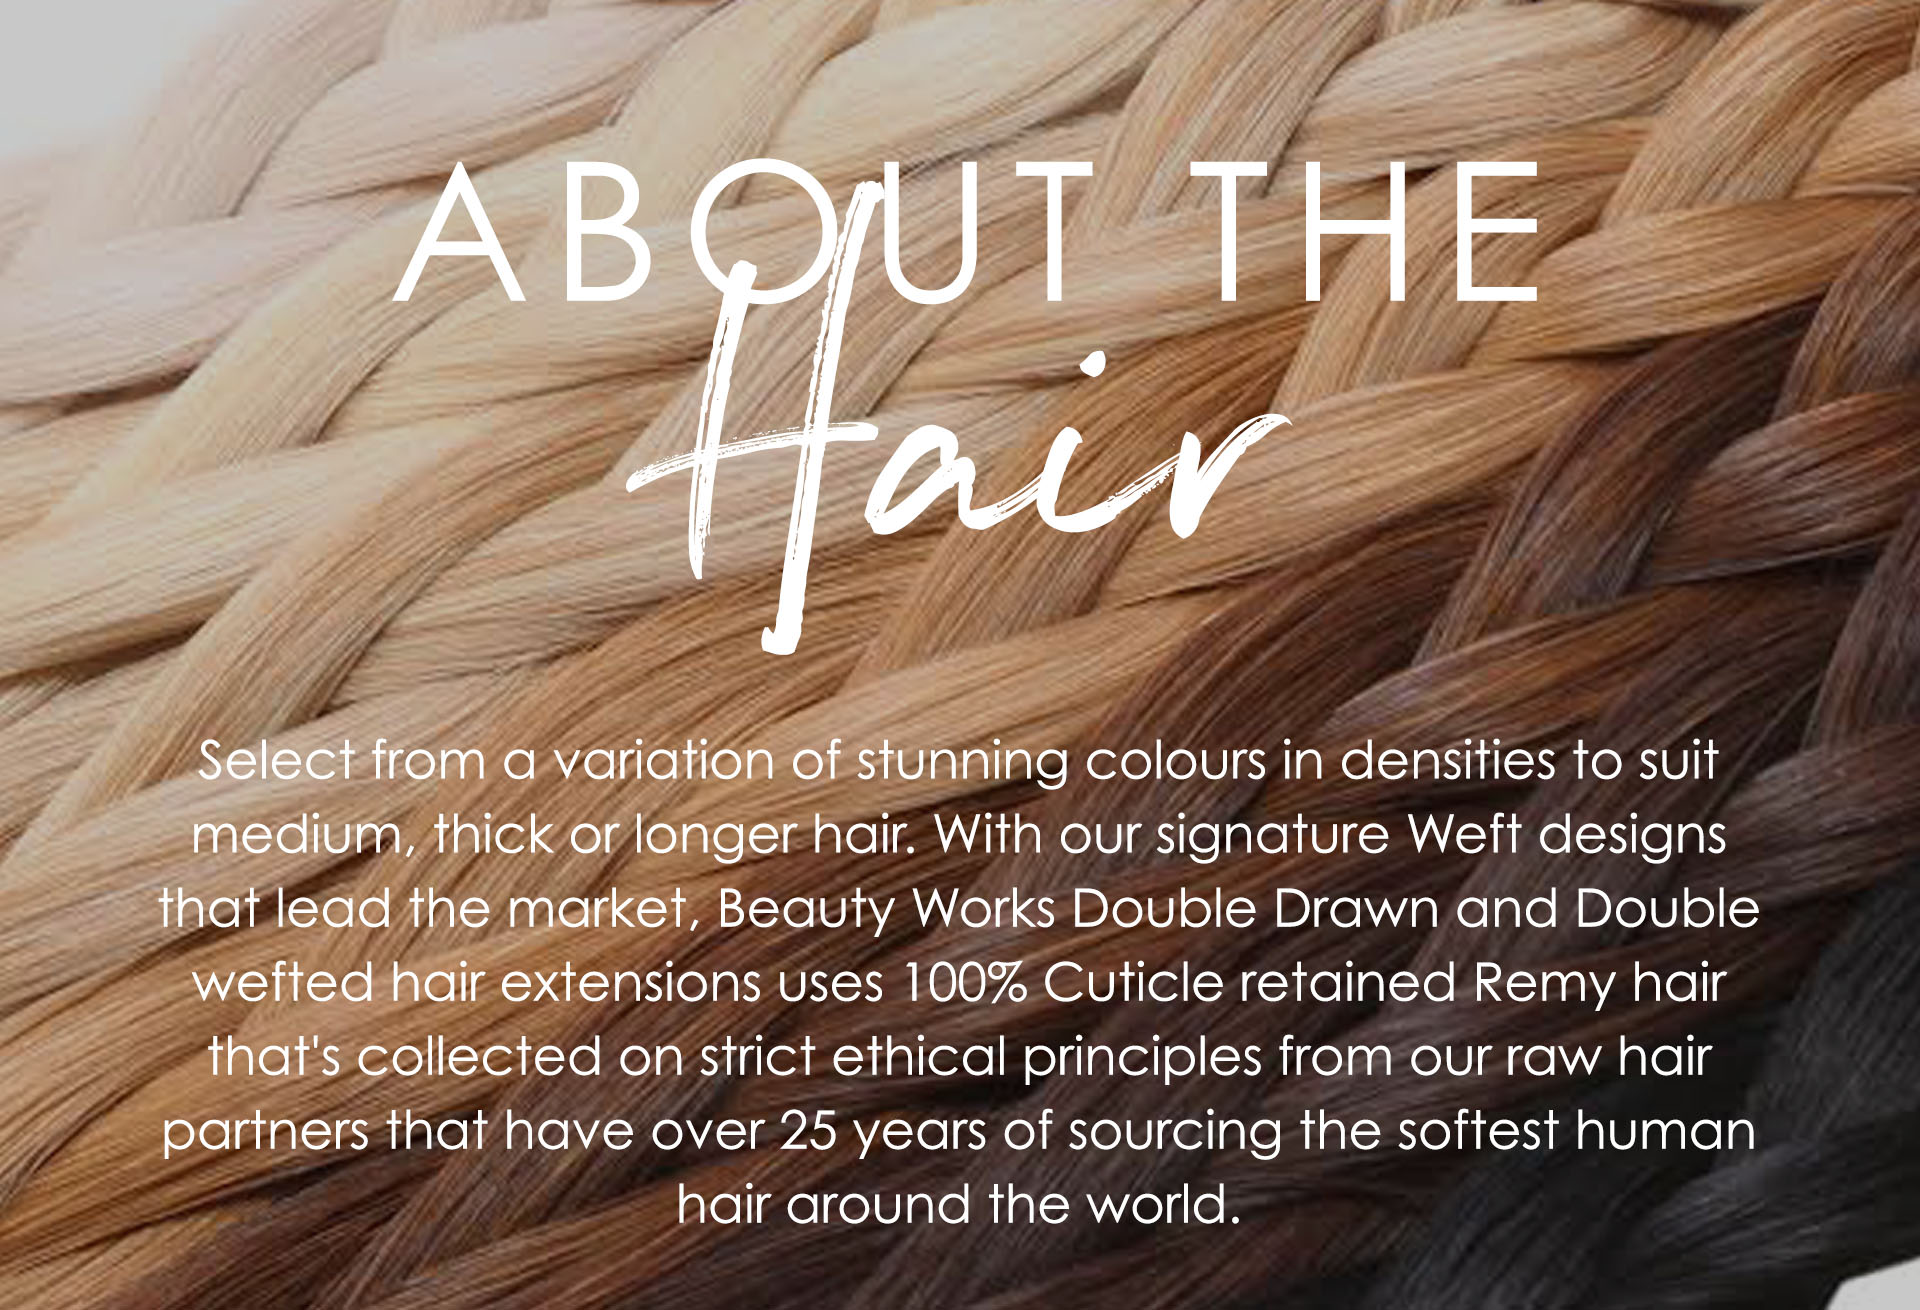 ABOUT THE
Hair
Select from a variation of stunning colours in densities to suit
medium, thick or longer hair. With our signature Weft designs
that lead the market, Beauty Works Double Drawn and Double
wefted hair extensions uses 100% Cuticle retained Remy hair
that's collected on strict ethical principles from our raw hair
partners that have over 25 years of sourcing the softest human
hair around the world.